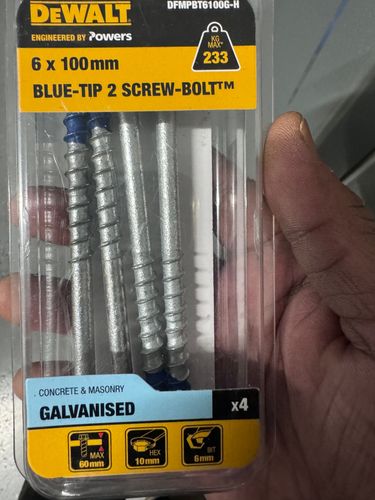 DEWALT
DFMPBT6100G-H
ENGINEERED BY Powers
6 x 100mm
BLUE-TIP 2 SCREW-BOLT™
KG
MAX*
233
CONCRETE & MASONRY
GALVANISED
x4
MAX
60mm
HEX
10mm
BIT
6mm